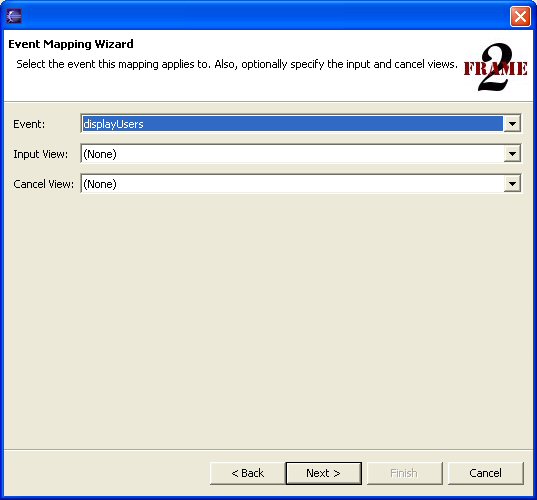 Event Mapping Wizard
Select the event this mapping applies to. Also, optionally specify the input and cancel views.
FRAME
2
Event: displayUsers
Input View: (None)
Cancel View: (None)
< Back Next > Finish Cancel